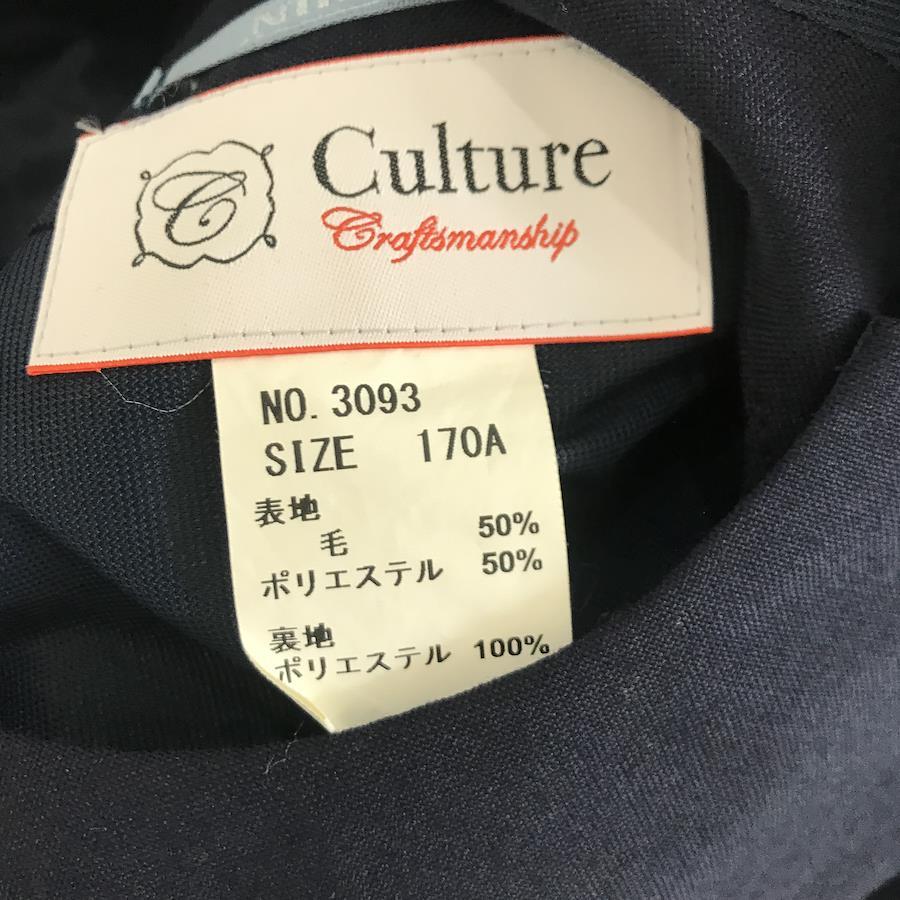 C
Culture
Craftsmanship
NO. 3093
SIZE 170A
表地
毛 50%
ポリエステル 50%
裏地
ポリエステル 100%